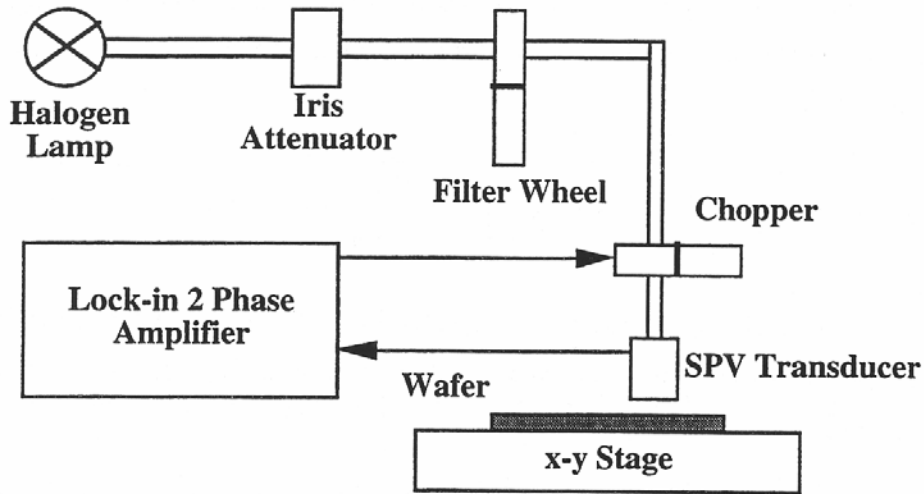 Halogen
Lamp
Iris
Attenuator
Filter Wheel
Chopper
Lock-in 2 Phase
Amplifier
SPV Transducer
Wafer
x-y Stage